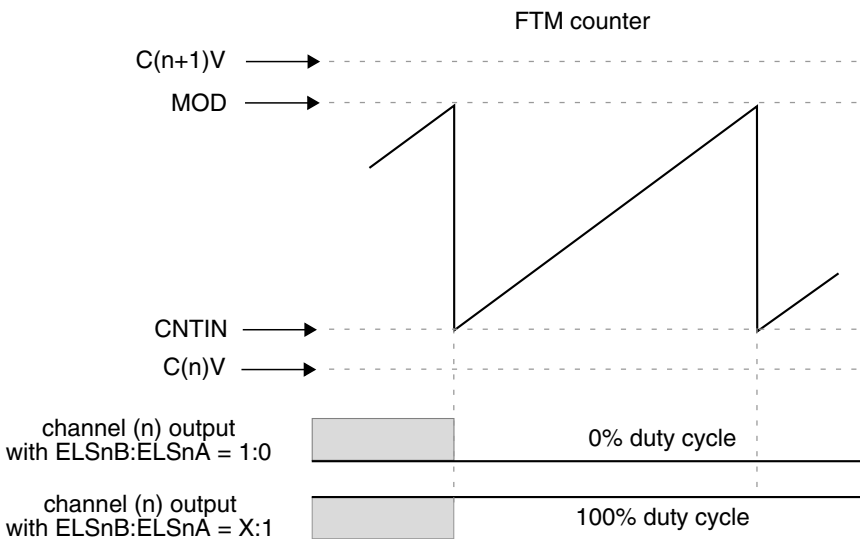 FTM counter
C(n+1)V
MOD
CNTIN
C(n)V
channel (n) output
with ELSnB:ELSnA = 1:0
0% duty cycle
channel (n) output
with ELSnB:ELSnA = X:1
100% duty cycle